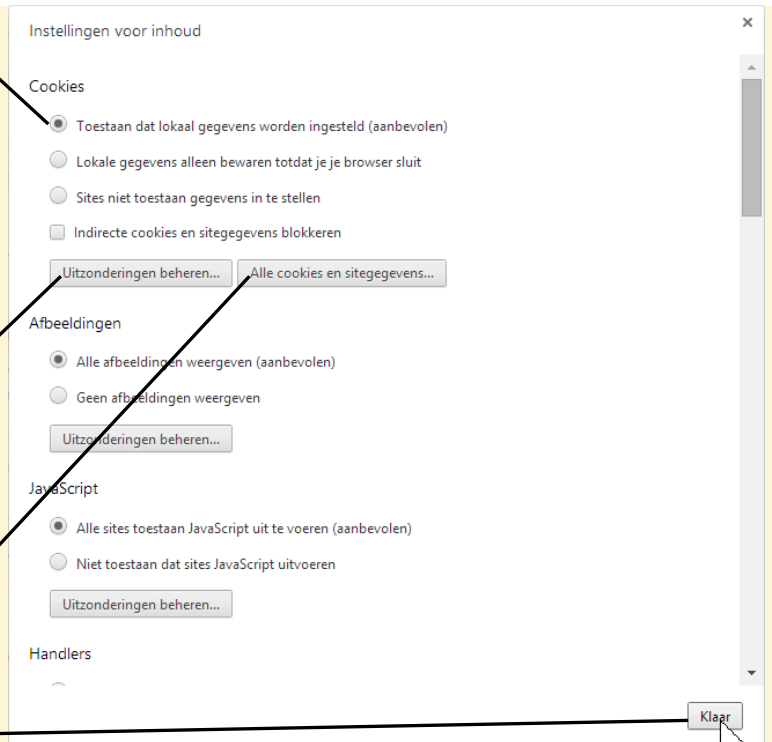 Instellingen voor inhoud
Cookies
Toestaan dat lokaal gegevens worden ingesteld (aanbevolen)
Lokale gegevens alleen bewaren totdat je je browser sluit
Sites niet toestaan gegevens in te stellen
Indirecte cookies en sitegegevens blokkeren
Uitzonderingen beheren... Alle cookies en sitegegevens...
Afbeeldingen
Alle afbeeldingen weergeven (aanbevolen)
Geen afbeeldingen weergeven
Uitzonderingen beheren...
JavaScript
Alle sites toestaan JavaScript uit te voeren (aanbevolen)
Niet toestaan dat sites JavaScript uitvoeren
Uitzonderingen beheren...
Handlers
Klaar